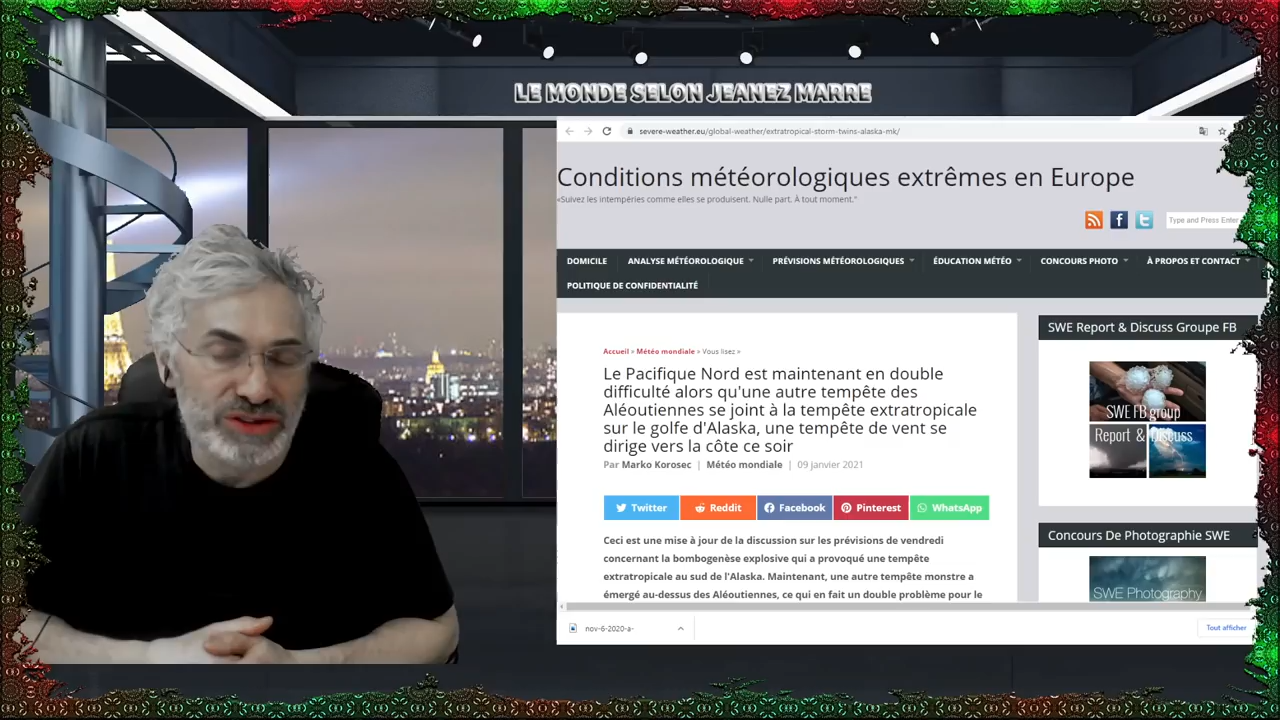 LE MONDE SELON JEANEZ MARRE
severe-weather.eu/global-weather/extratropical-storm-twins-alaska-mk/
Conditions météorologiques extrêmes en Europe
«Suivez les intempéries comme elles se produisent. Nulle part. À tout moment."
Type and Press Enter
DOMICILE
ANALYSE MÉTÉOROLOGIQUE
PRÉVISIONS MÉTÉOROLOGIQUES
ÉDUCATION MÉTÉO
CONCOURS PHOTO
À PROPOS ET CONTACT
POLITIQUE DE CONFIDENTIALITÉ
Accueil » Météo mondiale » Vous lisez »
Le Pacifique Nord est maintenant en double
difficulté alors qu'une autre tempête des
Aléoutiennes se joint à la tempête extratropicale
sur le golfe d'Alaska, une tempête de vent se
dirige vers la côte ce soir
Par Marko Korosec | Météo mondiale | 09 janvier 2021
Twitter
Reddit
Facebook
Pinterest
WhatsApp
Ceci est une mise à jour de la discussion sur les prévisions de vendredi
concernant la bombogenèse explosive qui a provoqué une tempête
extratropicale au sud de l'Alaska. Maintenant, une autre tempête monstre a
émergé au-dessus des Aléoutiennes, ce qui en fait un double problème pour le
SWE Report & Discuss Groupe FB
SWE FB group
Report & Discuss
Concours De Photographie SWE
SWE Photography
nov-6-2020-a-
Tout afficher